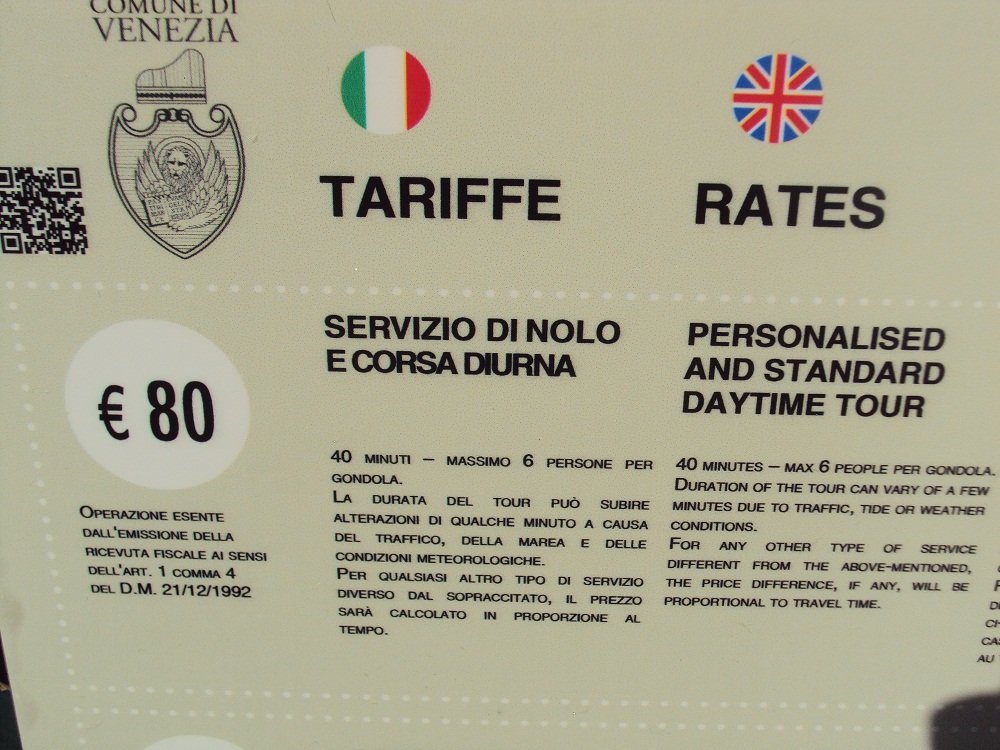 COMUNE DI
VENEZIA
TARIFFE
RATES
€ 80
OPERAZIONE ESENTE
DALL'EMISSIONE DELLA
RICEVUTA FISCALE AI SENSI
DELL'ART. 1 COMMA 4
DEL D.M. 21/12/1992
SERVIZIO DI NOLO
E CORSA DIURNA
40 MINUTI – MASSIMO 6 PERSONE PER
GONDOLA.
LA DURATA DEL TOUR PUÒ SUBIRE
ALTERAZIONI DI QUALCHE MINUTO A CAUSA
DEL TRAFFICO, DELLA MAREA E DELLE
CONDIZIONI METEOROLOGICHE.
PER QUALSIASI ALTRO TIPO DI SERVIZIO
DIVERSO DAL SOPRACCITATO, IL PREZZO
SARÀ CALCOLATO IN PROPORZIONE AL
TEMPO.
PERSONALISED
AND STANDARD
DAYTIME TOUR
40 MINUTES – MAX 6 PEOPLE PER GONDOLA.
DURATION OF THE TOUR CAN VARY OF A FEW
MINUTES DUE TO TRAFFIC, TIDE OR WEATHER
CONDITIONS.
FOR ANY OTHER TYPE OF SERVICE
DIFFERENT FROM THE ABOVE-MENTIONED,
THE PRICE DIFFERENCE, IF ANY, WILL BE
PROPORTIONAL TO TRAVEL TIME.
AU